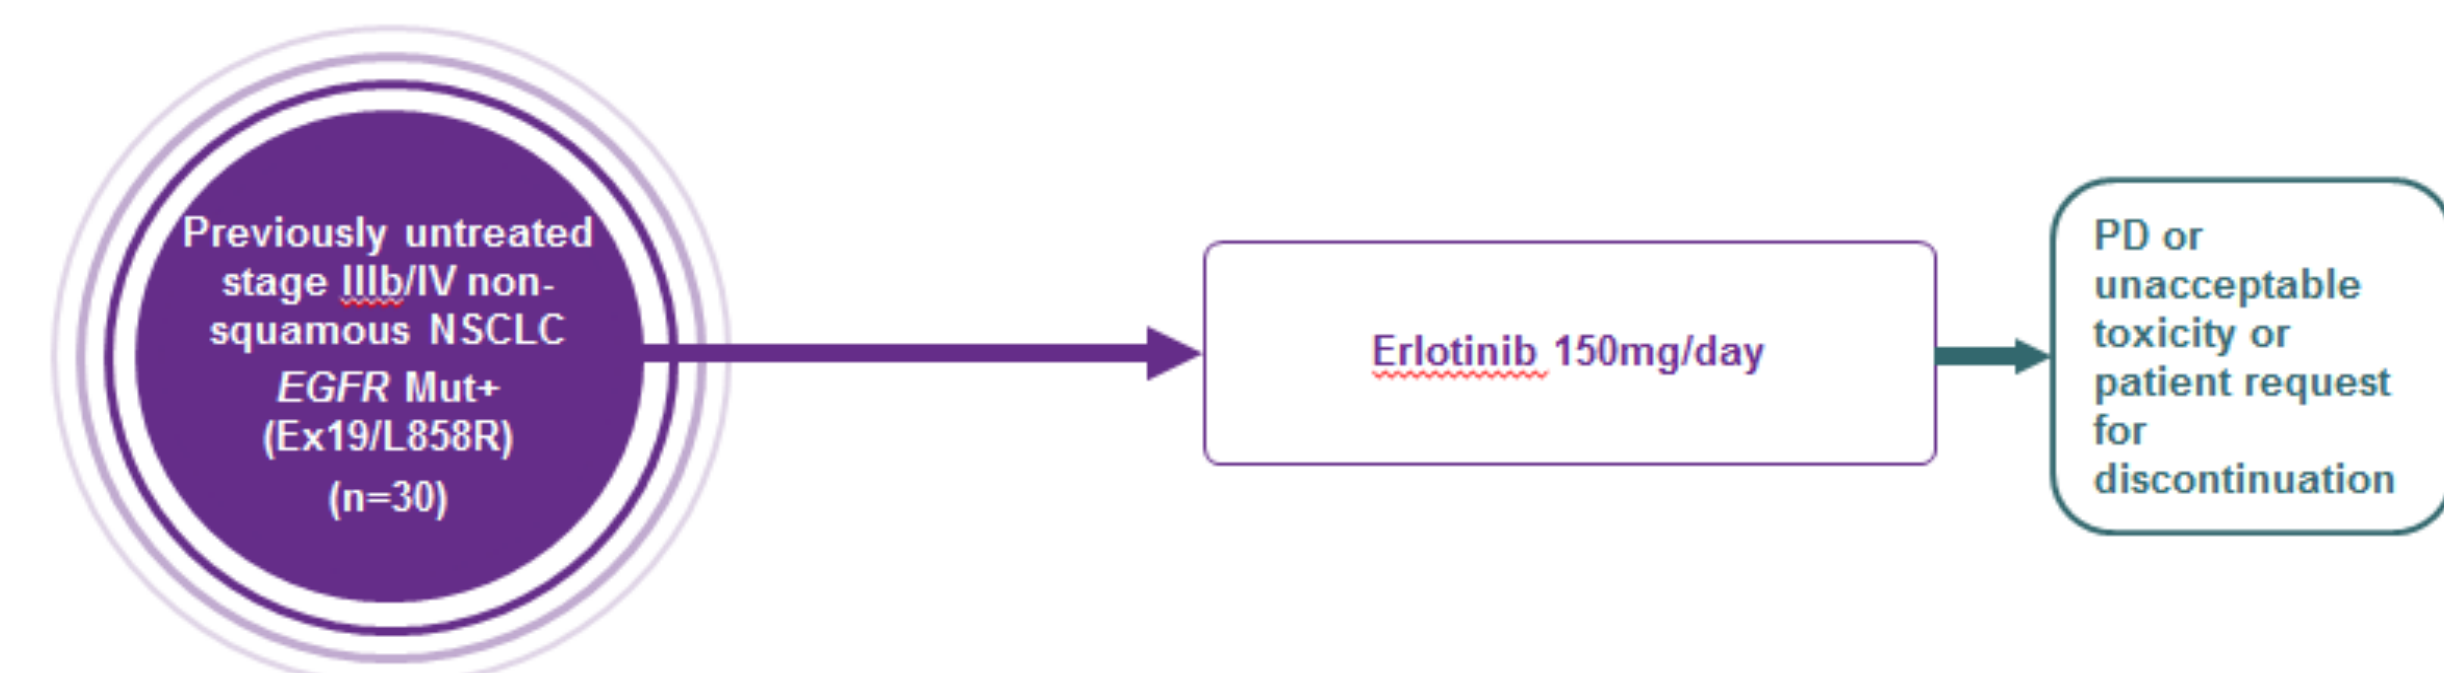 Previously untreated
stage IIIb/IV non-
squamous NSCLC
EGFR Mut+
(Ex19/L858R)
(n=30)
Erlotinib 150mg/day
PD or
unacceptable
toxicity or
patient request
for
discontinuation